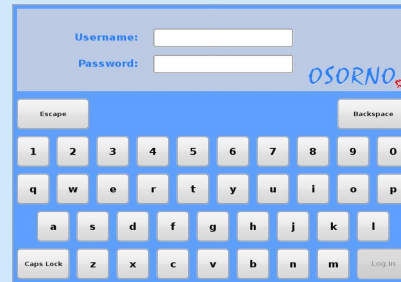 Username:
Password:
OSORNO
Escape Backspace
1 2 3 4 5 6 7 8 9 0
q w e r t y u i o p
a s d f g h j k l
Caps Lock z x c v b n m Log In